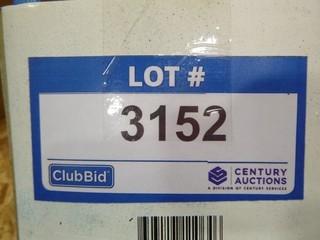 LOT #
3152
ClubBid
CENTURY
AUCTIONS
A DIVISION OF CENTURY SERVICES